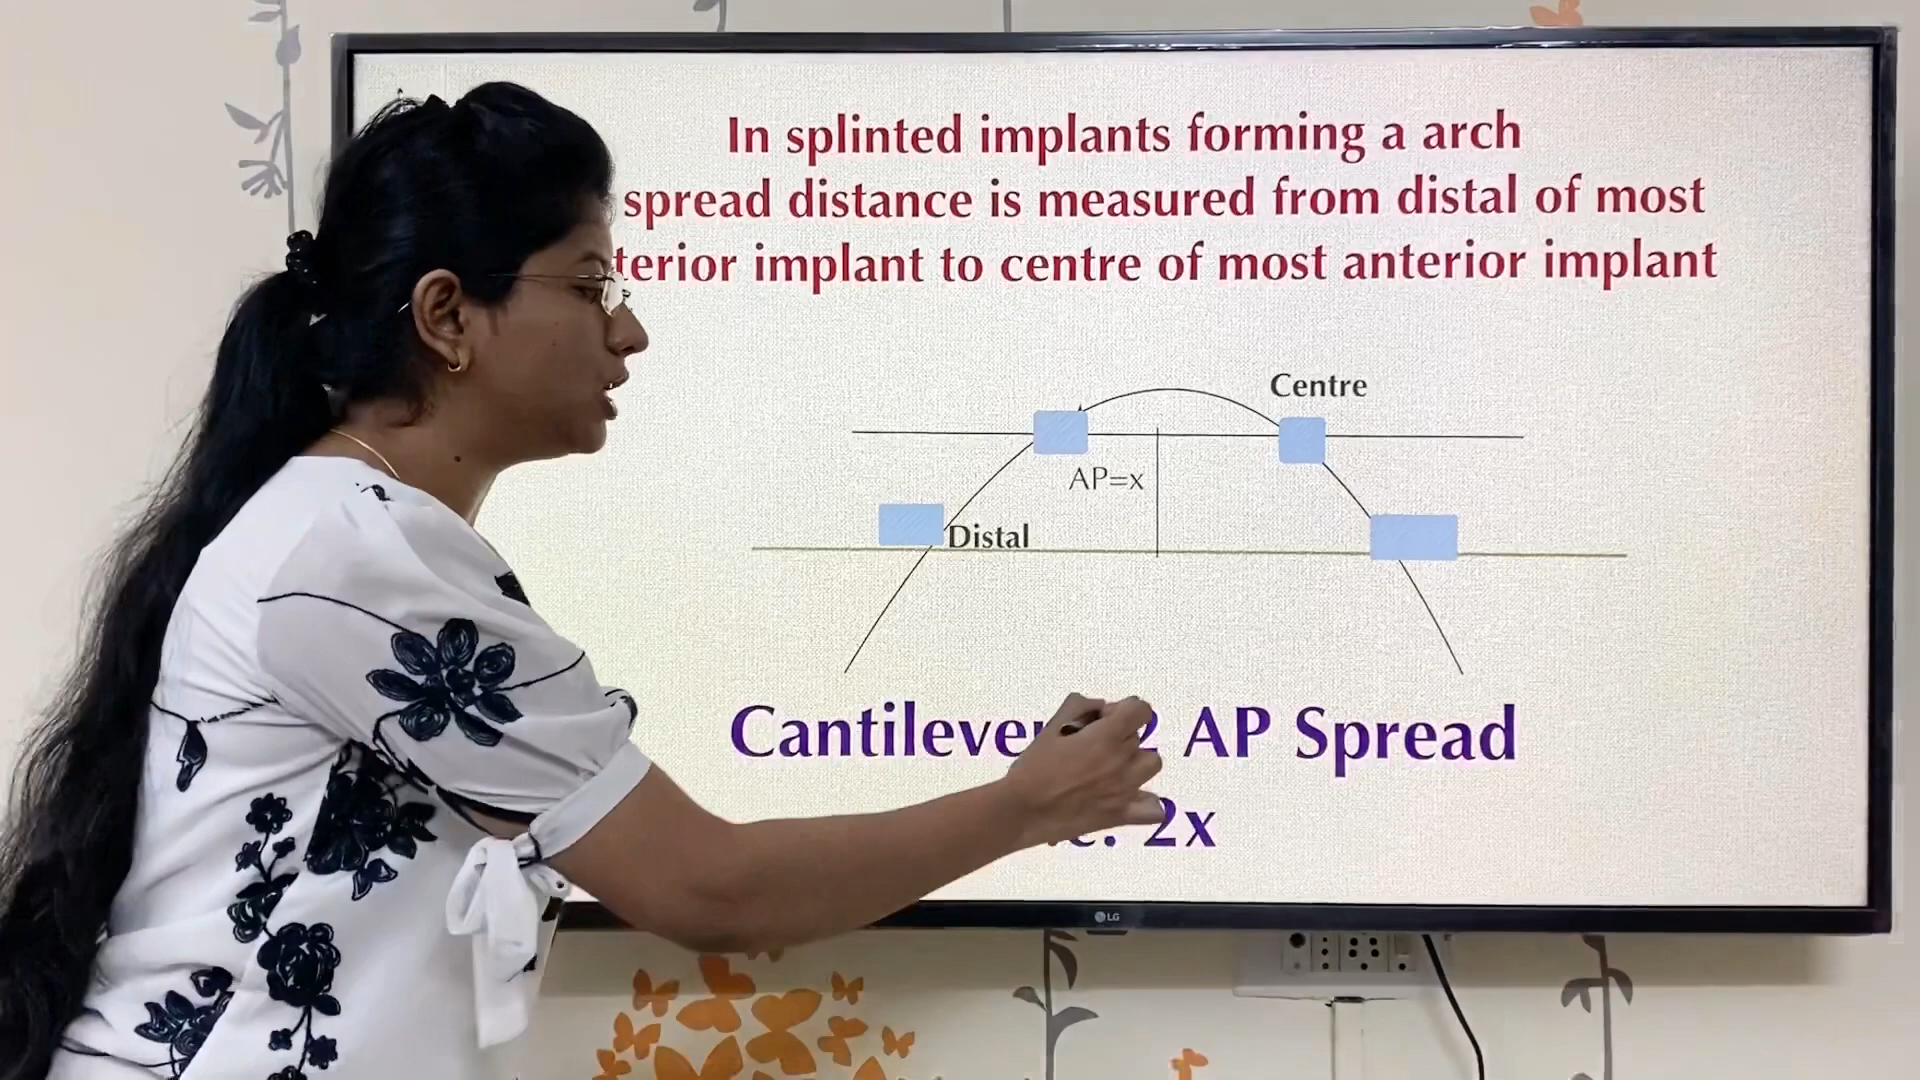 In splinted implants forming a arch
spread distance is measured from distal of most
terior implant to centre of most anterior implant
Centre
AP=x
Distal
Cantilever 2 AP Spread
2x
LG